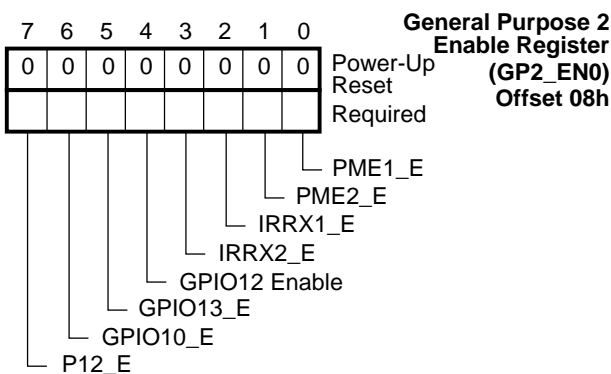 General Purpose 2
Enable Register
(GP2_EN0)
Offset 08h
7 6 5 4 3 2 1 0
0 0 0 0 0 0 0 0
Power-Up
Reset
Required
PME1_E
PME2_E
IRRX1_E
IRRX2_E
GPIO12 Enable
GPIO13_E
GPIO10_E
P12_E